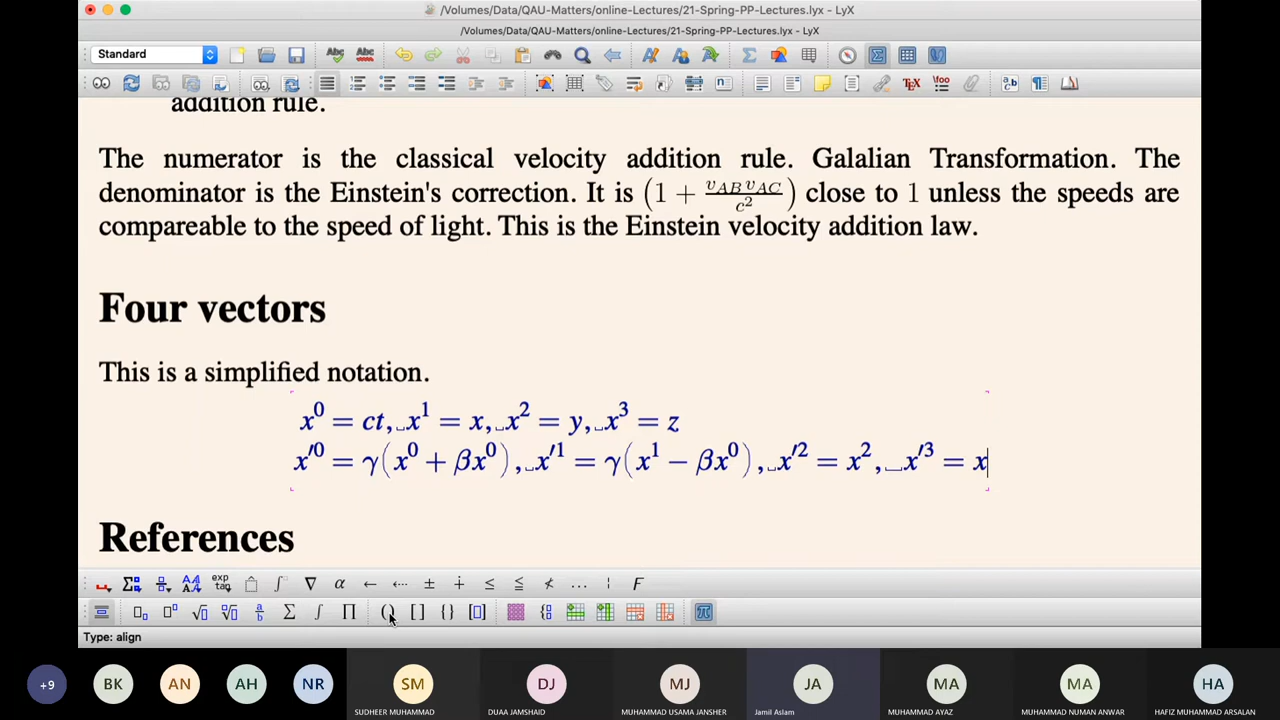 /Volumes/Data/QAU-Matters/online-Lectures/21-Spring-PP-Lectures.lyx - LyX
/Volumes/Data/QAU-Matters/online-Lectures/21-Spring-PP-Lectures.lyx - LyX
Standard
addition rule.
The numerator is the classical velocity addition rule. Galalian Transformation. The
denominator is the Einstein's correction. It is (1 + v_{AB} v_{AC} / c^2) close to 1 unless the speeds are
compareable to the speed of light. This is the Einstein velocity addition law.
Four vectors
This is a simplified notation.
x^0 = ct, x^1 = x, x^2 = y, x^3 = z
x'^0 = γ(x^0 + βx^0), x'^1 = γ(x^1 − βx^0), x'^2 = x^2, x'^3 = x
References
Type: align
+9 BK AN AH NR SM DJ MJ JA MA MA HA
SUDHEER MUHAMMAD DUAA JAMSHAID MUHAMMAD USAMA JANSHER Jamil Aslam MUHAMMAD AYAZ MUHAMMAD NUMAN ANWAR HAFIZ MUHAMMAD ARSALAN